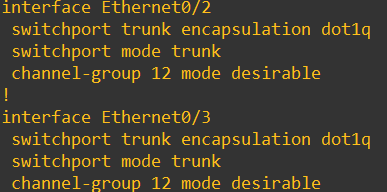 interface Ethernet0/2
 switchport trunk encapsulation dot1q
 switchport mode trunk
 channel-group 12 mode desirable
!
interface Ethernet0/3
 switchport trunk encapsulation dot1q
 switchport mode trunk
 channel-group 12 mode desirable